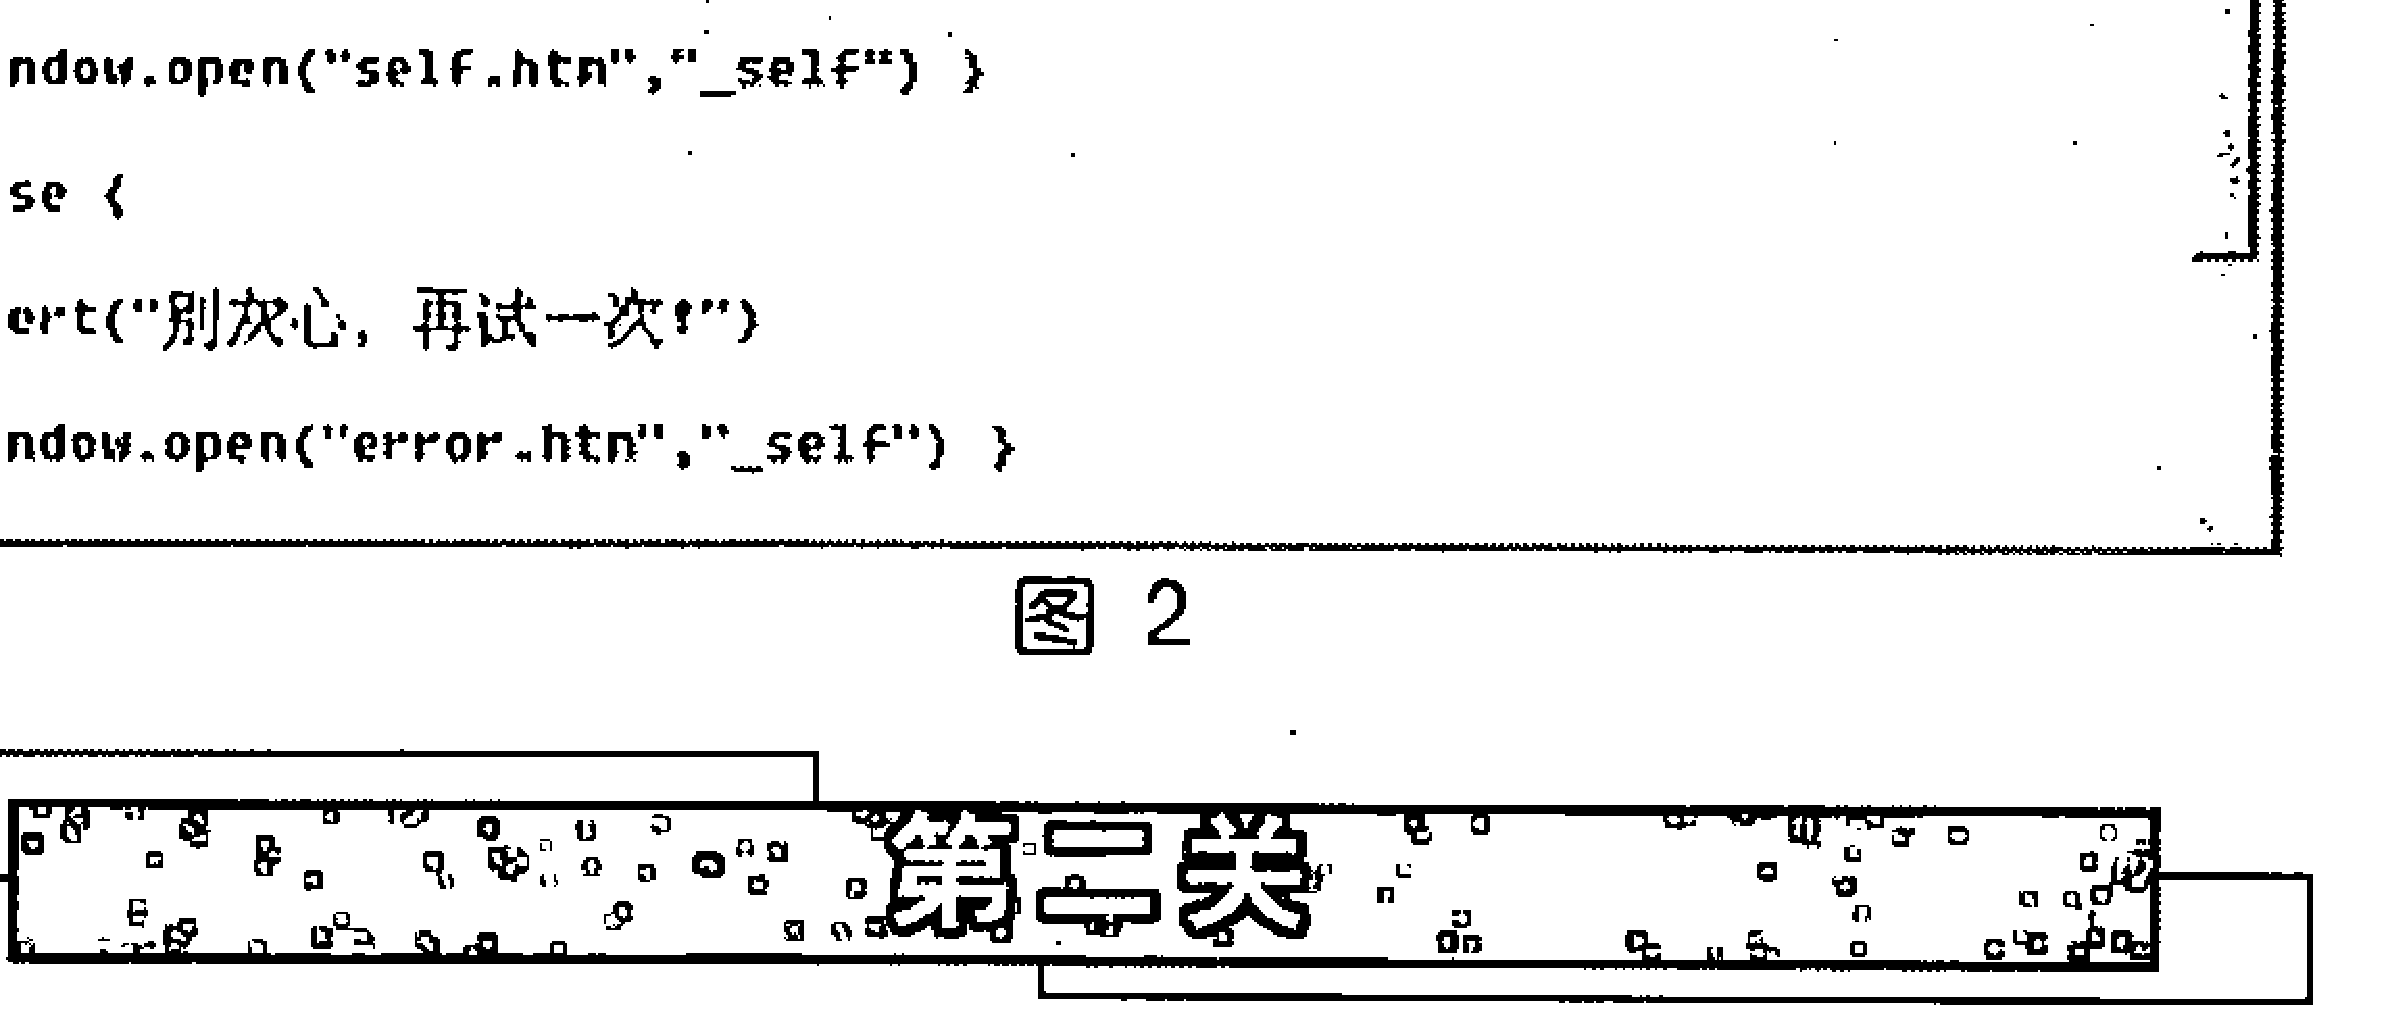 ndow.open("self.htm","_self") }
se {
ert("别灰心，再试一次!")
ndow.open("error.htm","_self") }
图 2
第二关